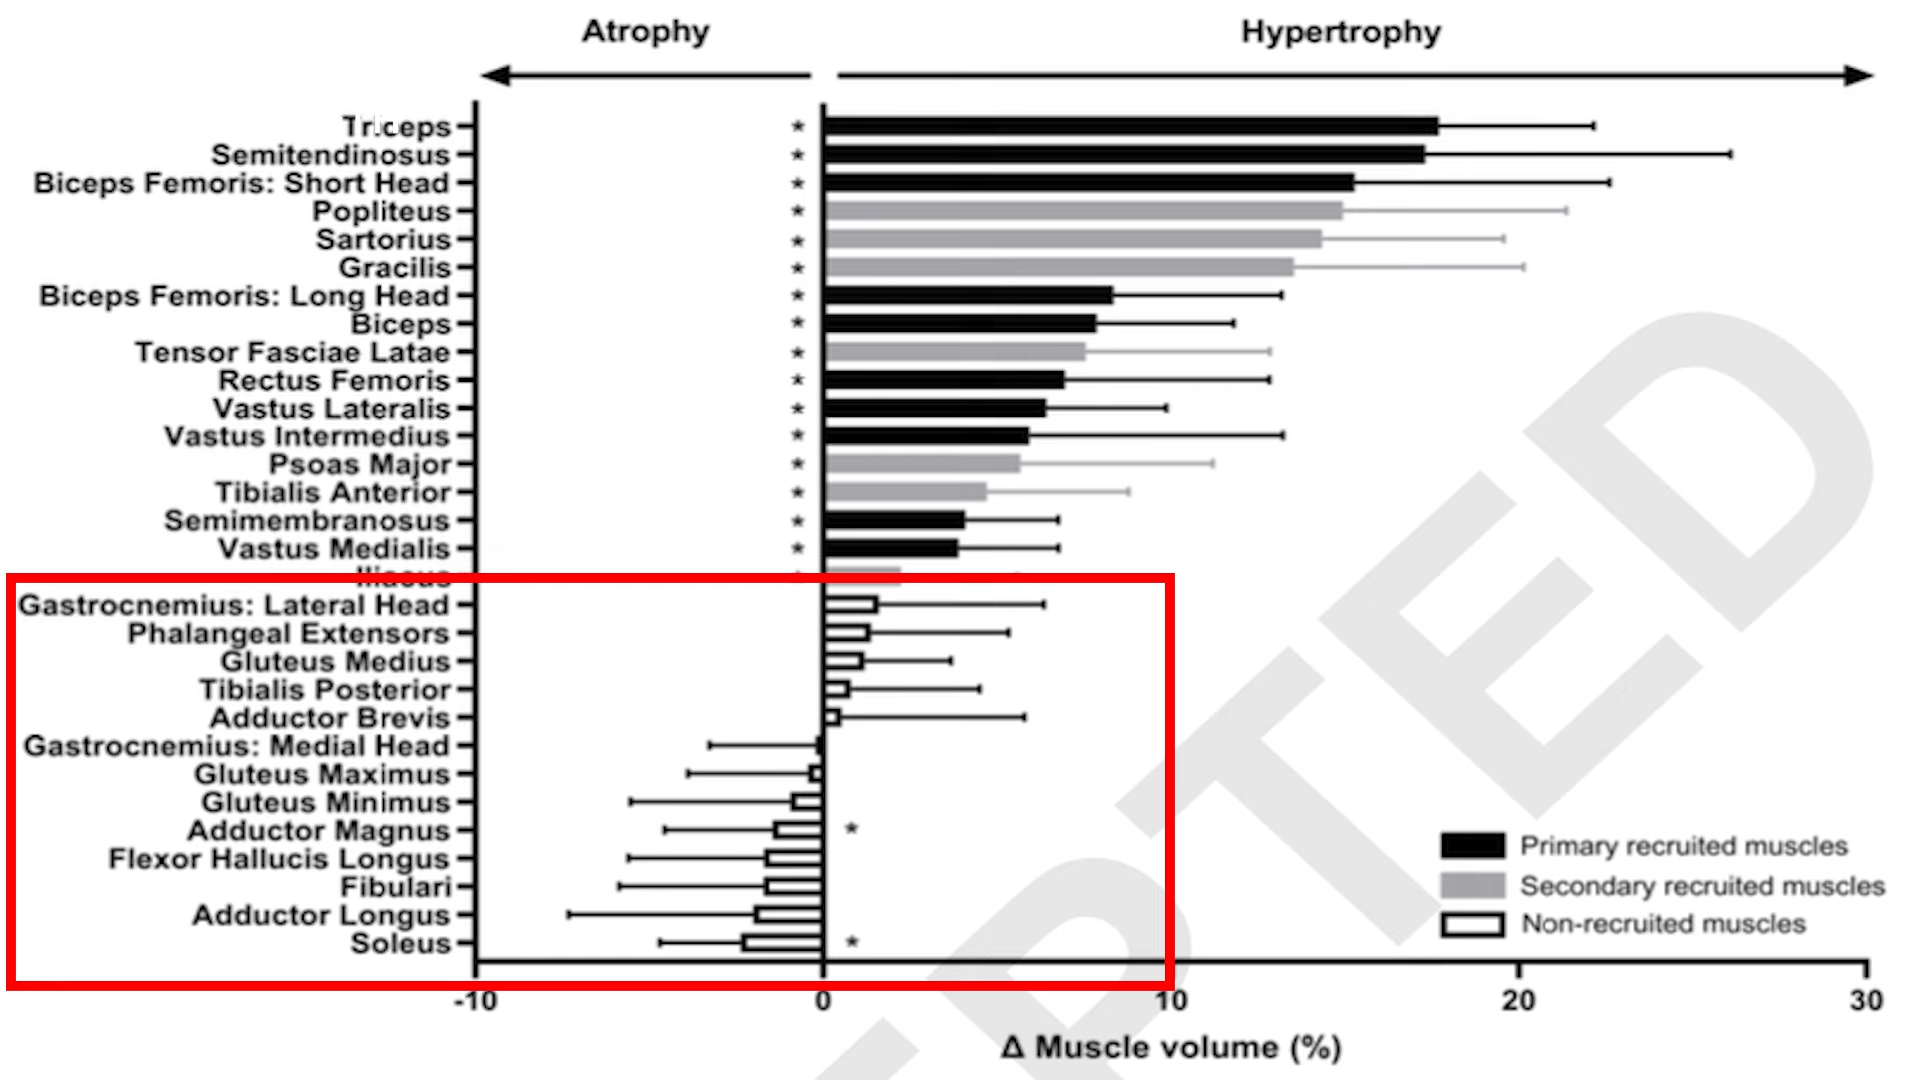 Atrophy
Hypertrophy
Triceps
Semitendinosus
Biceps Femoris: Short Head
Popliteus
Sartorius
Gracilis
Biceps Femoris: Long Head
Biceps
Tensor Fasciae Latae
Rectus Femoris
Vastus Lateralis
Vastus Intermedius
Psoas Major
Tibialis Anterior
Semimembranosus
Vastus Medialis
Iliacus
Gastrocnemius: Lateral Head
Phalangeal Extensors
Gluteus Medius
Tibialis Posterior
Adductor Brevis
Gastrocnemius: Medial Head
Gluteus Maximus
Gluteus Minimus
Adductor Magnus
Flexor Hallucis Longus
Fibulari
Adductor Longus
Soleus
Primary recruited muscles
Secondary recruited muscles
Non-recruited muscles
-10 0 10 20 30
Δ Muscle volume (%)
PTED